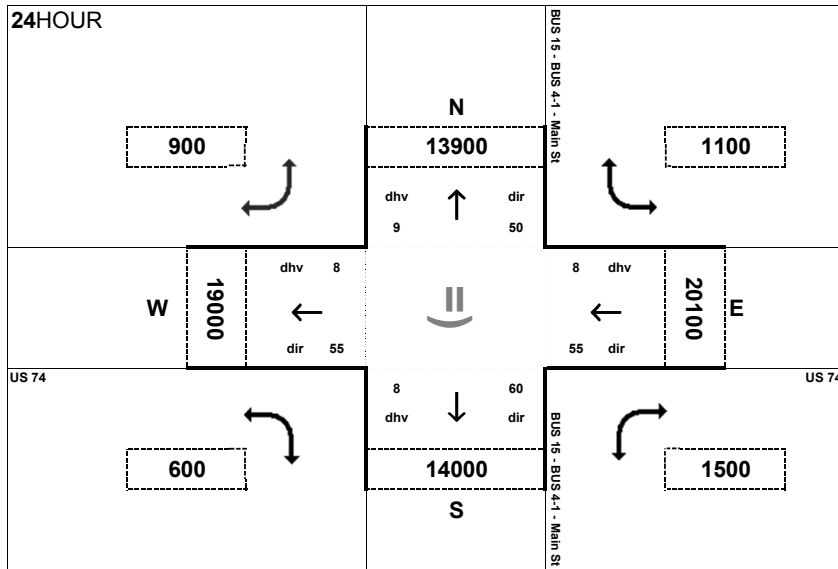 24HOUR
BUS 15 - BUS 4-1 - Main St
N
900
13900
1100
dhv
dir
9
50
dhv 8
8 dhv
W
19000
20100
E
dir 55
55 dir
US 74
US 74
8
60
dhv
dir
BUS 15 - BUS 4-1 - Main St
600
14000
1500
S